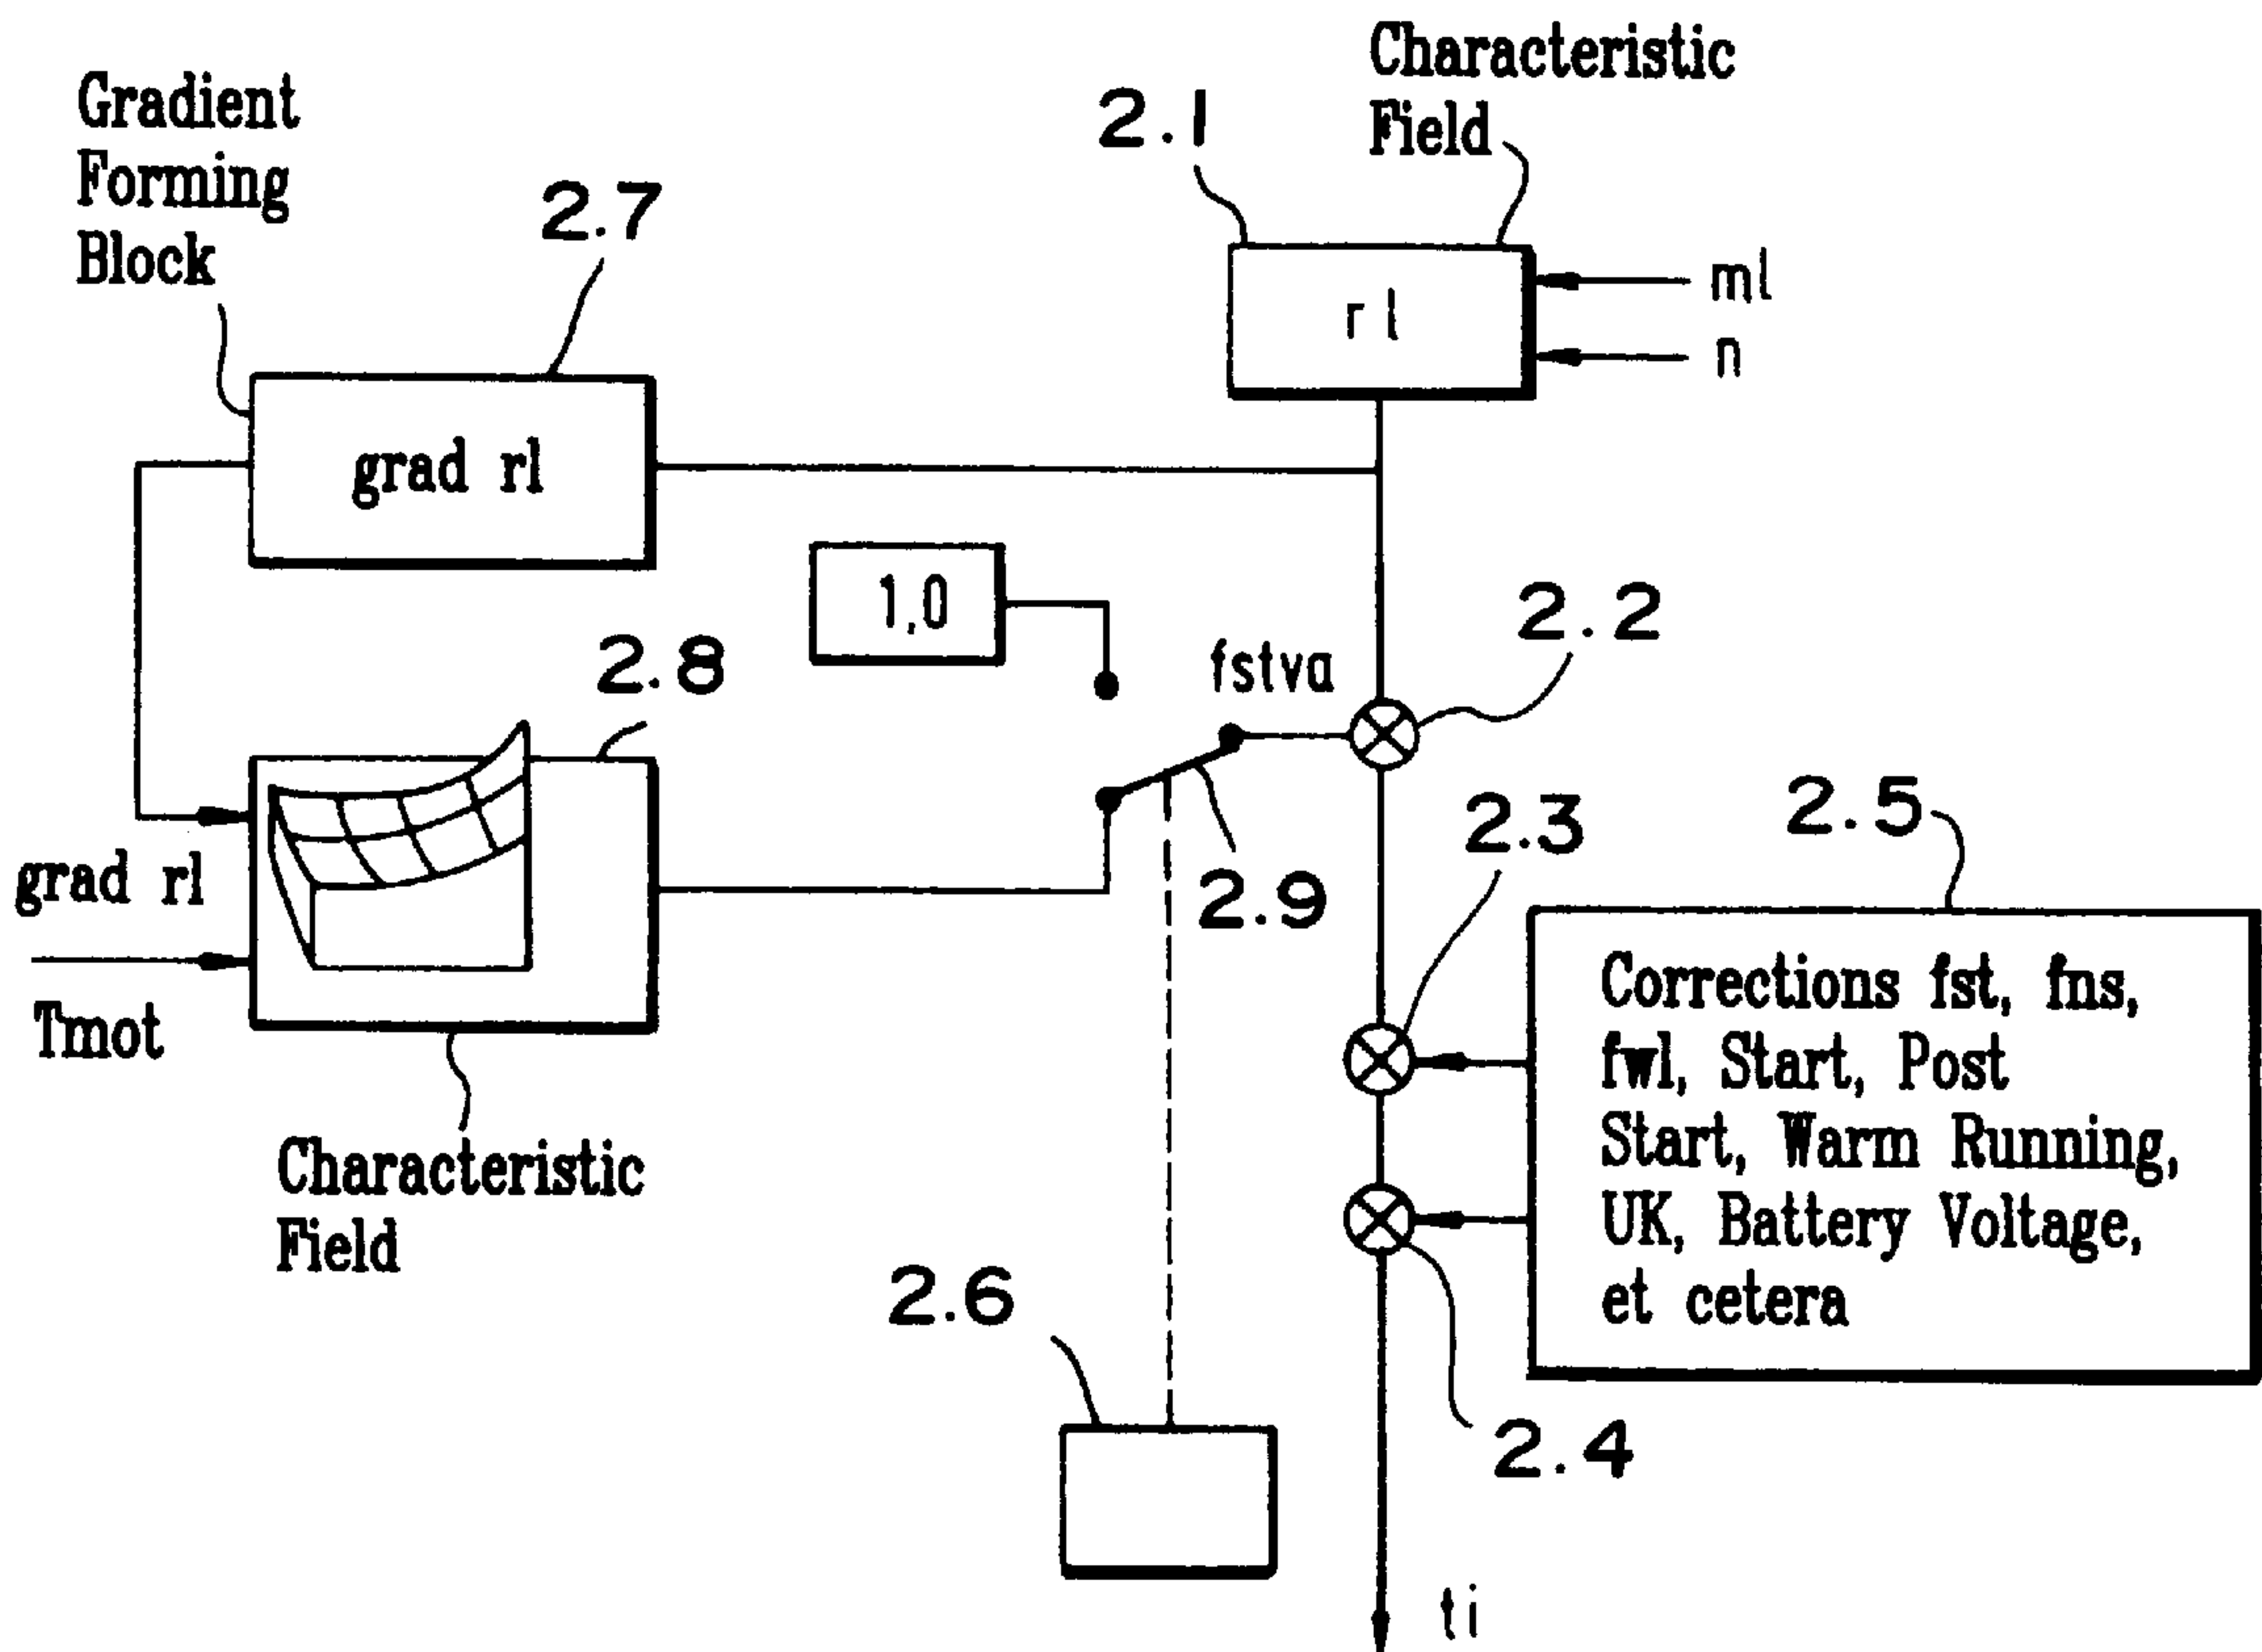 Characteristic
Field
2.1
Gradient
Forming
Block
2.7
ml
rl
n
grad rl
1,0
2.2
2.8
fstva
2.3
2.5
grad rl
2.9
Tmot
Corrections fst, fns,
fwl, Start, Post
Start, Warm Running,
UK, Battery Voltage,
et cetera
Characteristic
Field
2.6
2.4
ti